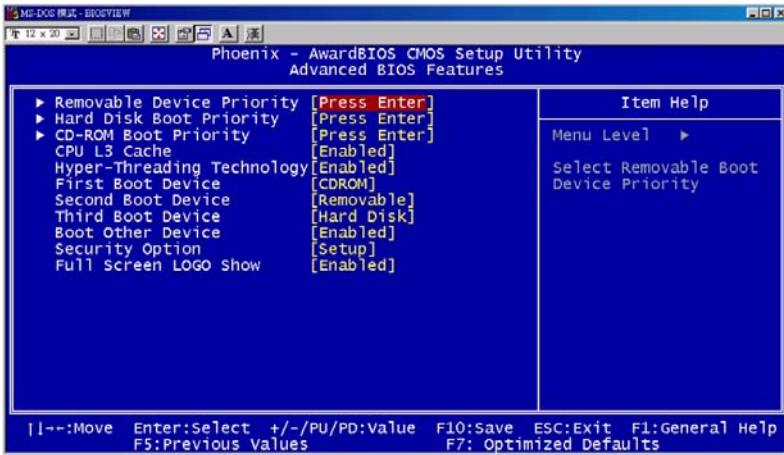 MS-DOS 模式 - BIOSVIEW
12 x 20 A 漢
Phoenix - AwardBIOS CMOS Setup Utility
Advanced BIOS Features
Removable Device Priority [Press Enter]
Hard Disk Boot Priority [Press Enter]
CD-ROM Boot Priority [Press Enter]
CPU L3 Cache [Enabled]
Hyper-Threading Technology[Enabled]
First Boot Device [CDROM]
Second Boot Device [Removable]
Third Boot Device [Hard Disk]
Boot Other Device [Enabled]
Security Option [Setup]
Full Screen LOGO Show [Enabled]
Item Help
Menu Level
Select Removable Boot
Device Priority
↑↓→←:Move Enter:Select +/-/PU/PD:Value F10:Save ESC:Exit F1:General Help
F5:Previous Values F7: Optimized Defaults